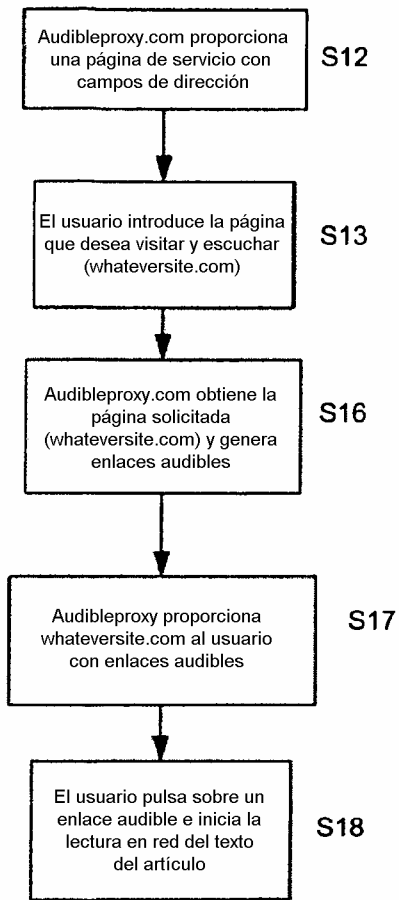 Audibleproxy.com proporciona
una página de servicio con
campos de dirección
S12
El usuario introduce la página
que desea visitar y escuchar
(whateversite.com)
S13
Audibleproxy.com obtiene la
página solicitada
(whateversite.com) y genera
enlaces audibles
S16
Audibleproxy proporciona
whateversite.com al usuario
con enlaces audibles
S17
El usuario pulsa sobre un
enlace audible e inicia la
lectura en red del texto
del artículo
S18